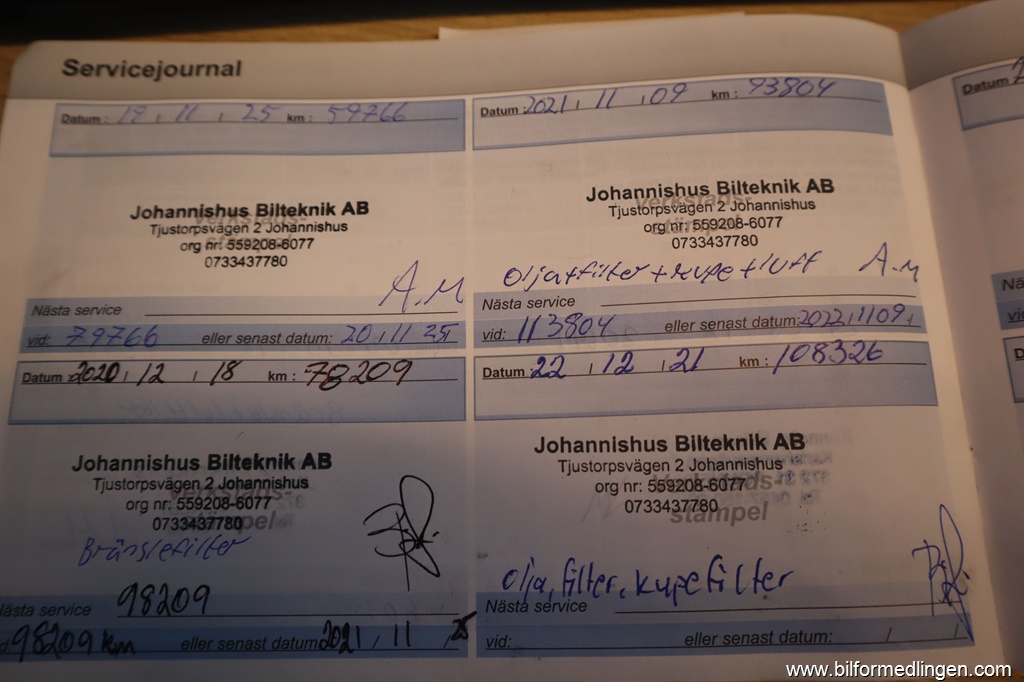 Servicejournal
Datum : 19 , 11 , 25 km : 59766
Johannishus Bilteknik AB
Tjustorpsvägen 2 Johannishus
org nr: 559208-6077
0733437780
A.M
Nästa service
vid: 79766 eller senast datum: 20 , 11 , 25
Datum : 2020 , 12 , 18 km : 78209
Johannishus Bilteknik AB
Tjustorpsvägen 2 Johannishus
org nr: 559208-6077
0733437780
verkstads-
stämpel
Bränslefilter
Nästa service 98209
vid 98209 km eller senast datum: 2021 , 11 , 25
Datum : 2021 , 11 , 09 km : 93804
Johannishus Bilteknik AB
Tjustorpsvägen 2 Johannishus
org nr: 559208-6077
0733437780
Olja+filter+kupe+luft A.M
Nästa service
vid: 113804 eller senast datum: 2022 , 11 09 ,
Datum : 22 , 12 , 21 km : 108326
Johannishus Bilteknik AB
Tjustorpsvägen 2 Johannishus
org nr: 559208-6077
0733437780
stämpel
Olja, filter, kupefilter
Nästa service
vid: eller senast datum: / /
Datum
www.bilformedlingen.com